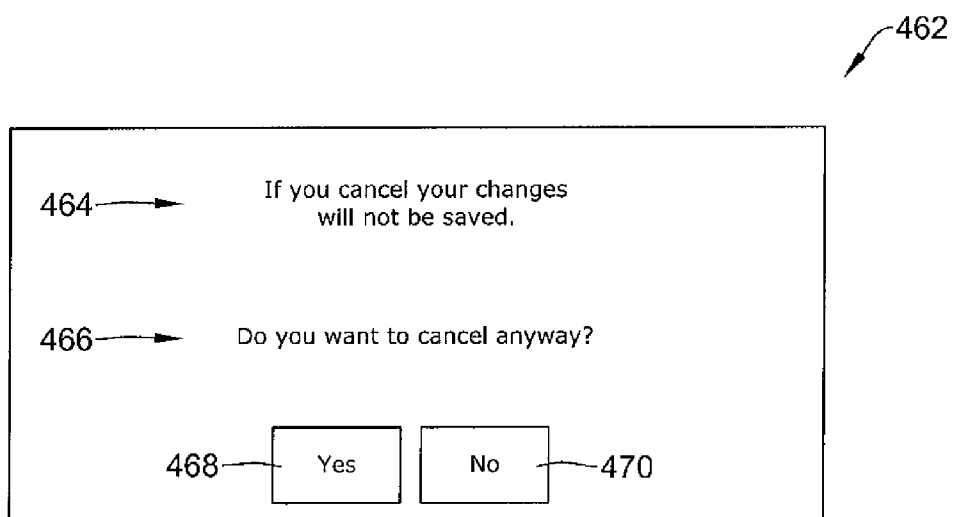 462
464
If you cancel your changes
will not be saved.
466
Do you want to cancel anyway?
468
Yes
No
470